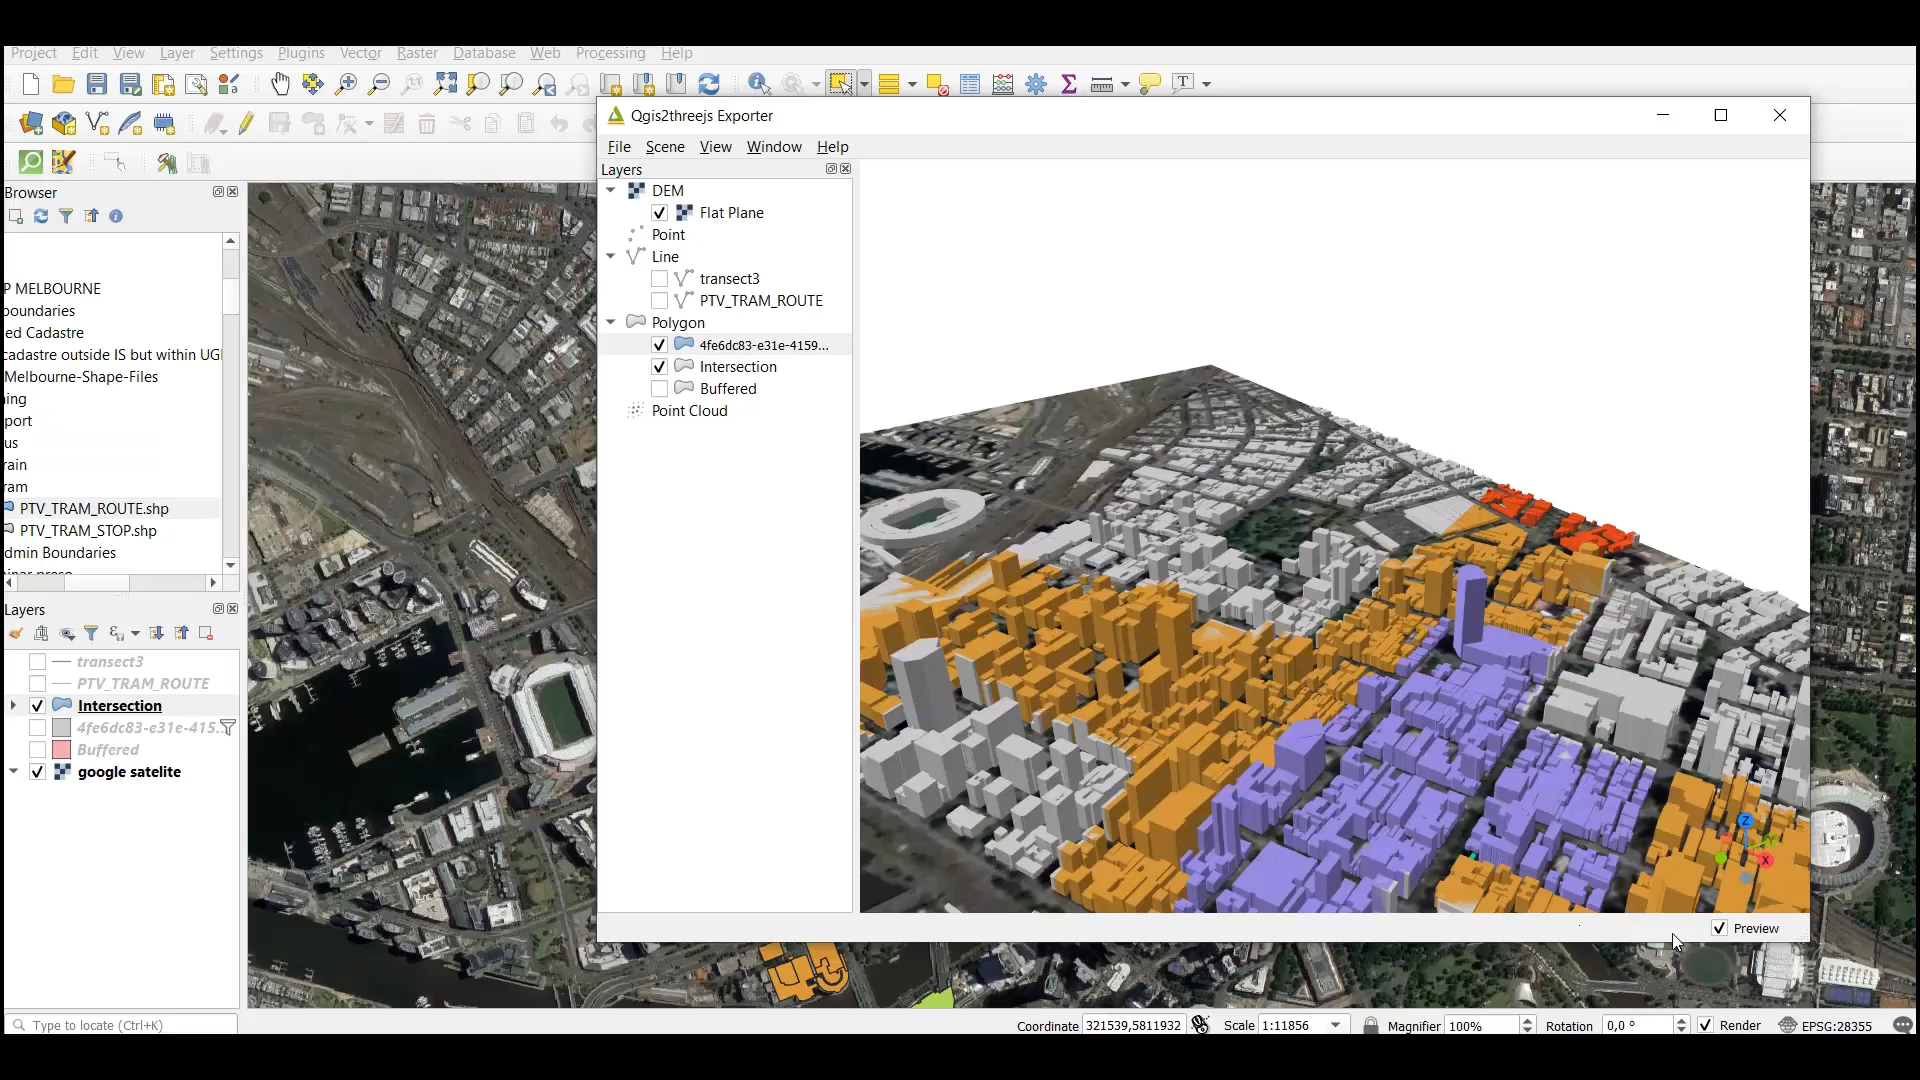 Project Edit View Layer Settings Plugins Vector Raster Database Web Processing Help
Qgis2threejs Exporter
File Scene View Window Help
Layers
DEM
Flat Plane
Point
Line
transect3
PTV_TRAM_ROUTE
Polygon
4fe6dc83-e31e-4159...
Intersection
Buffered
Point Cloud
Browser
P MELBOURNE
boundaries
ed Cadastre
cadastre outside IS but within UG
Melbourne-Shape-Files
ing
port
us
rain
ram
PTV_TRAM_ROUTE.shp
PTV_TRAM_STOP.shp
dmin Boundaries
Layers
transect3
PTV_TRAM_ROUTE
Intersection
4fe6dc83-e31e-415...
Buffered
google satelite
Z
X
Preview
Type to locate (Ctrl+K)
Coordinate 321539,5811932 Scale 1:11856 Magnifier 100% Rotation 0,0 ° Render EPSG:28355